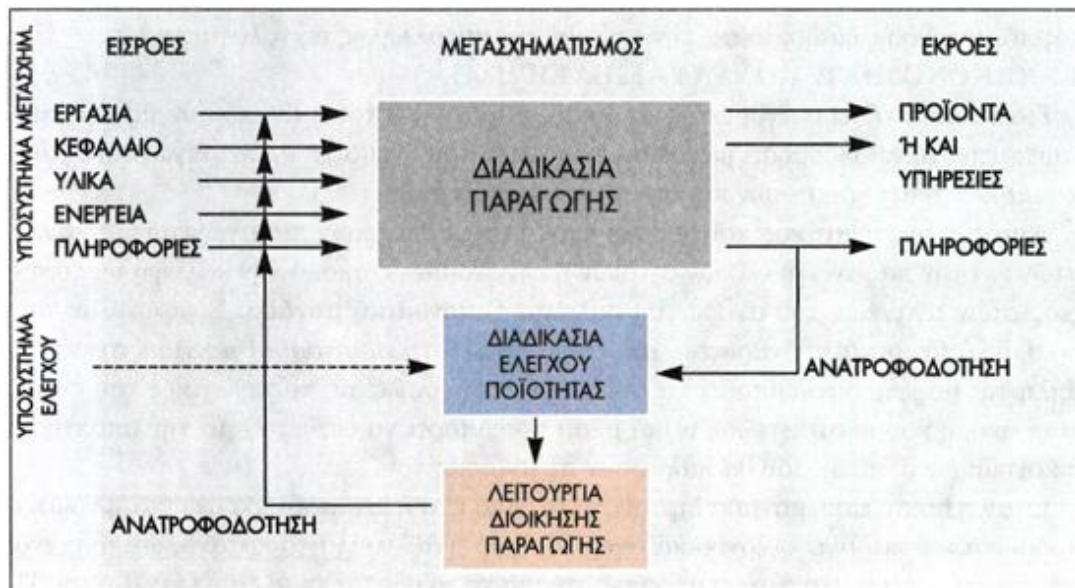 ΥΠΟΣΥΣΤΗΜΑ ΜΕΤΑΣΧΗΜ.
ΕΙΣΡΟΕΣ
ΜΕΤΑΣΧΗΜΑΤΙΣΜΟΣ
ΕΚΡΟΕΣ
ΕΡΓΑΣΙΑ
ΚΕΦΑΛΑΙΟ
ΥΛΙΚΑ
ΕΝΕΡΓΕΙΑ
ΠΛΗΡΟΦΟΡΙΕΣ
ΔΙΑΔΙΚΑΣΙΑ
ΠΑΡΑΓΩΓΗΣ
ΠΡΟΪΟΝΤΑ
Ή ΚΑΙ
ΥΠΗΡΕΣΙΕΣ
ΠΛΗΡΟΦΟΡΙΕΣ
ΥΠΟΣΥΣΤΗΜΑ
ΕΛΕΓΧΟΥ
ΔΙΑΔΙΚΑΣΙΑ
ΕΛΕΓΧΟΥ
ΠΟΪΟΤΗΤΑΣ
ΑΝΑΤΡΟΦΟΔΟΤΗΣΗ
ΑΝΑΤΡΟΦΟΔΟΤΗΣΗ
ΛΕΙΤΟΥΡΓΙΑ
ΔΙΟΙΚΗΣΗΣ
ΠΑΡΑΓΩΓΗΣ